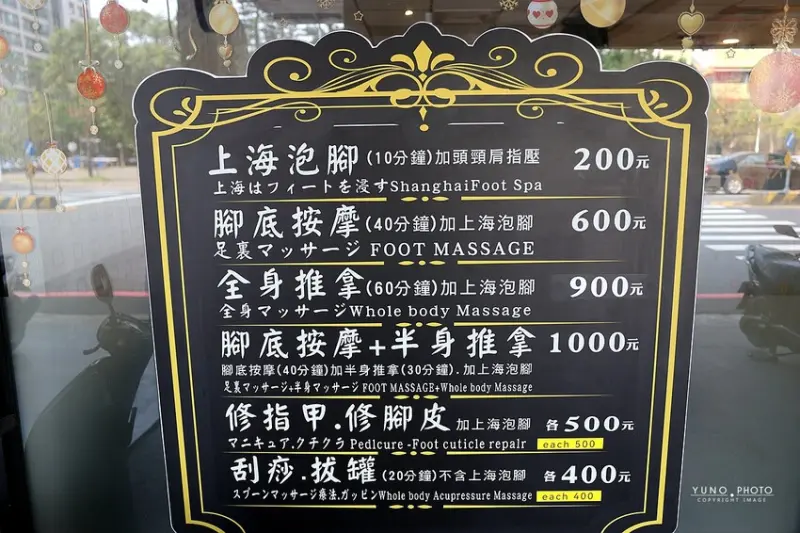 上海泡腳(10分鐘)加頭頸肩指壓 200元
上海はフィートを浸すShanghaiFoot Spa
腳底按摩(40分鐘)加上海泡腳 600元
足裏マッサージ FOOT MASSAGE
全身推拿(60分鐘)加上海泡腳 900元
全身マッサージWhole body Massage
腳底按摩+半身推拿 1000元
腳底按摩(40分鐘)加半身推拿(30分鐘).加上海泡腳
足裏マッサージ+半身マッサージ FOOT MASSAGE+Whole body Massage
修指甲.修腳皮 加上海泡腳 各500元
マニキュア.クチクラ Pedicure -Foot cuticle repair each 500
刮痧.拔罐(20分鐘)不含上海泡腳 各400元
スプーンマッサージ療法.ガッピンWhole body Acupressure Massage each 400
YUNO PHOTO
COPYRIGHT IMAGE